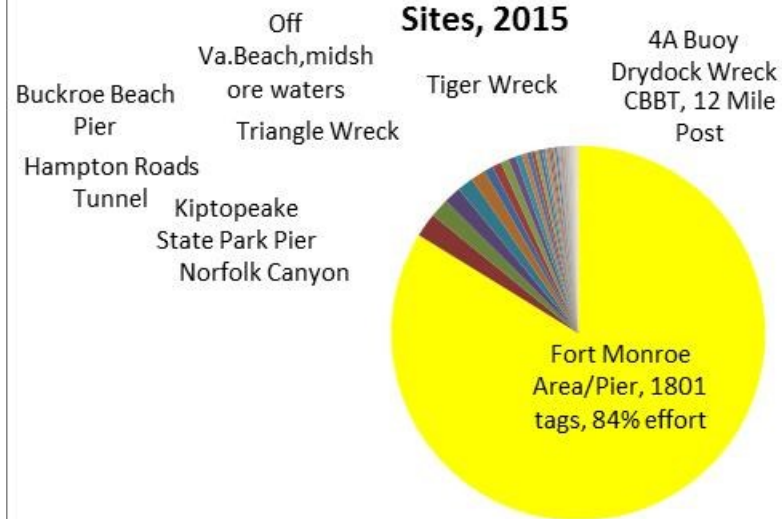 Sites, 2015
Off
Va.Beach,midsh
ore waters
Tiger Wreck
4A Buoy
Drydock Wreck
CBBT, 12 Mile
Post
Buckroe Beach
Pier
Triangle Wreck
Hampton Roads
Tunnel
Kiptopeake
State Park Pier
Norfolk Canyon
Fort Monroe
Area/Pier, 1801
tags, 84% effort